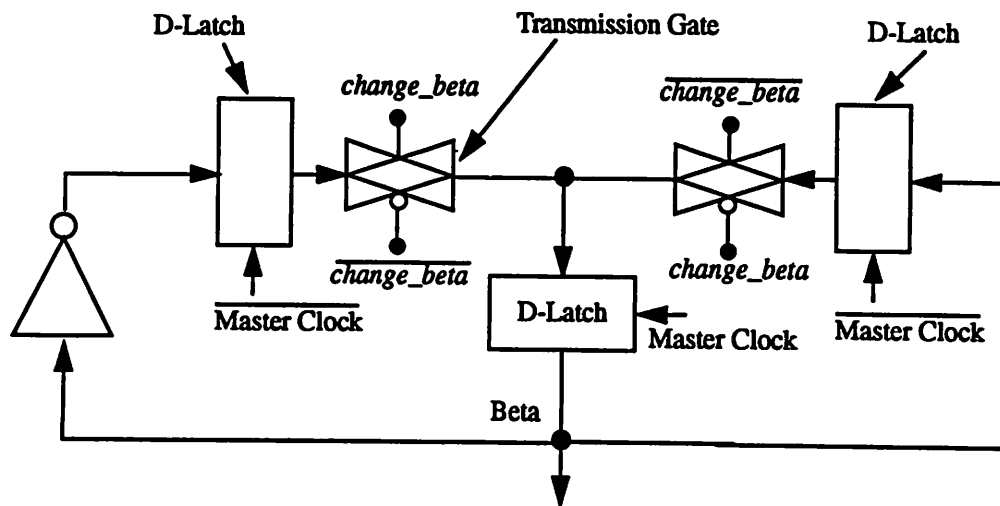 D-Latch
Transmission Gate
D-Latch
change_beta
change_beta
change_beta
change_beta
Master Clock
D-Latch
Master Clock
Master Clock
Beta